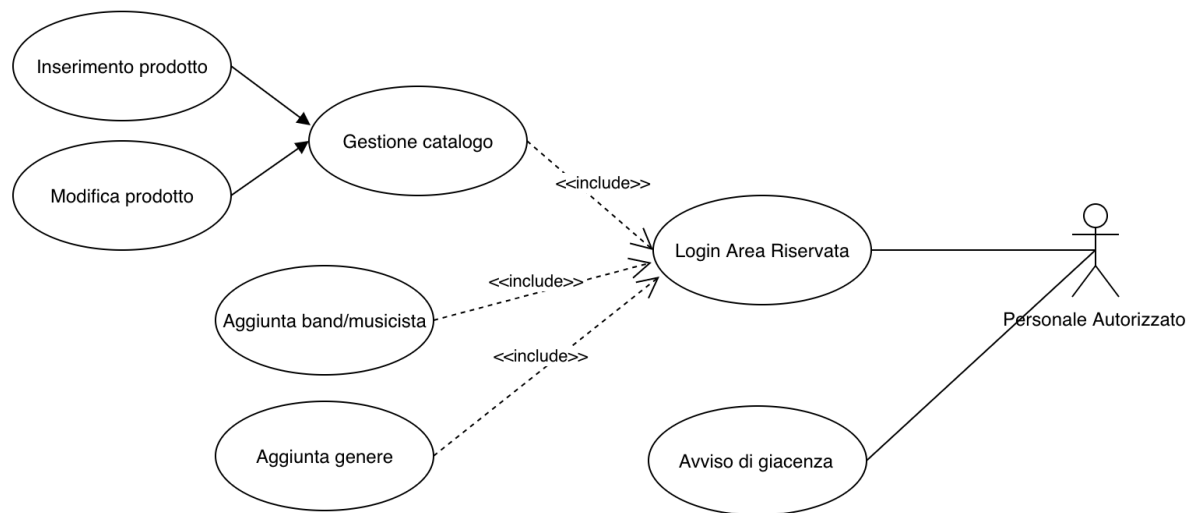 Inserimento prodotto
Gestione catalogo
Modifica prodotto
<<include>>
Login Area Riservata
<<include>>
Aggiunta band/musicista
Personale Autorizzato
<<include>>
Aggiunta genere
Avviso di giacenza